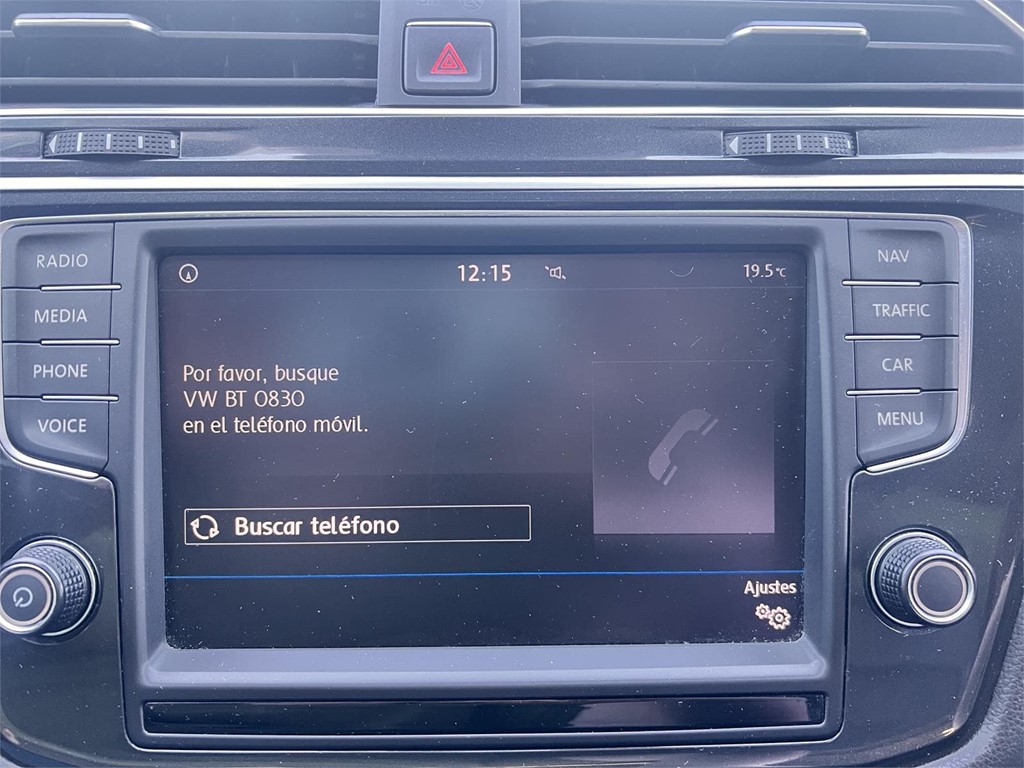 12:15
19.5°C
RADIO
MEDIA
PHONE
VOICE
NAV
TRAFFIC
CAR
MENU
Por favor, busque
VW BT 0830
en el teléfono móvil.
Buscar teléfono
Ajustes